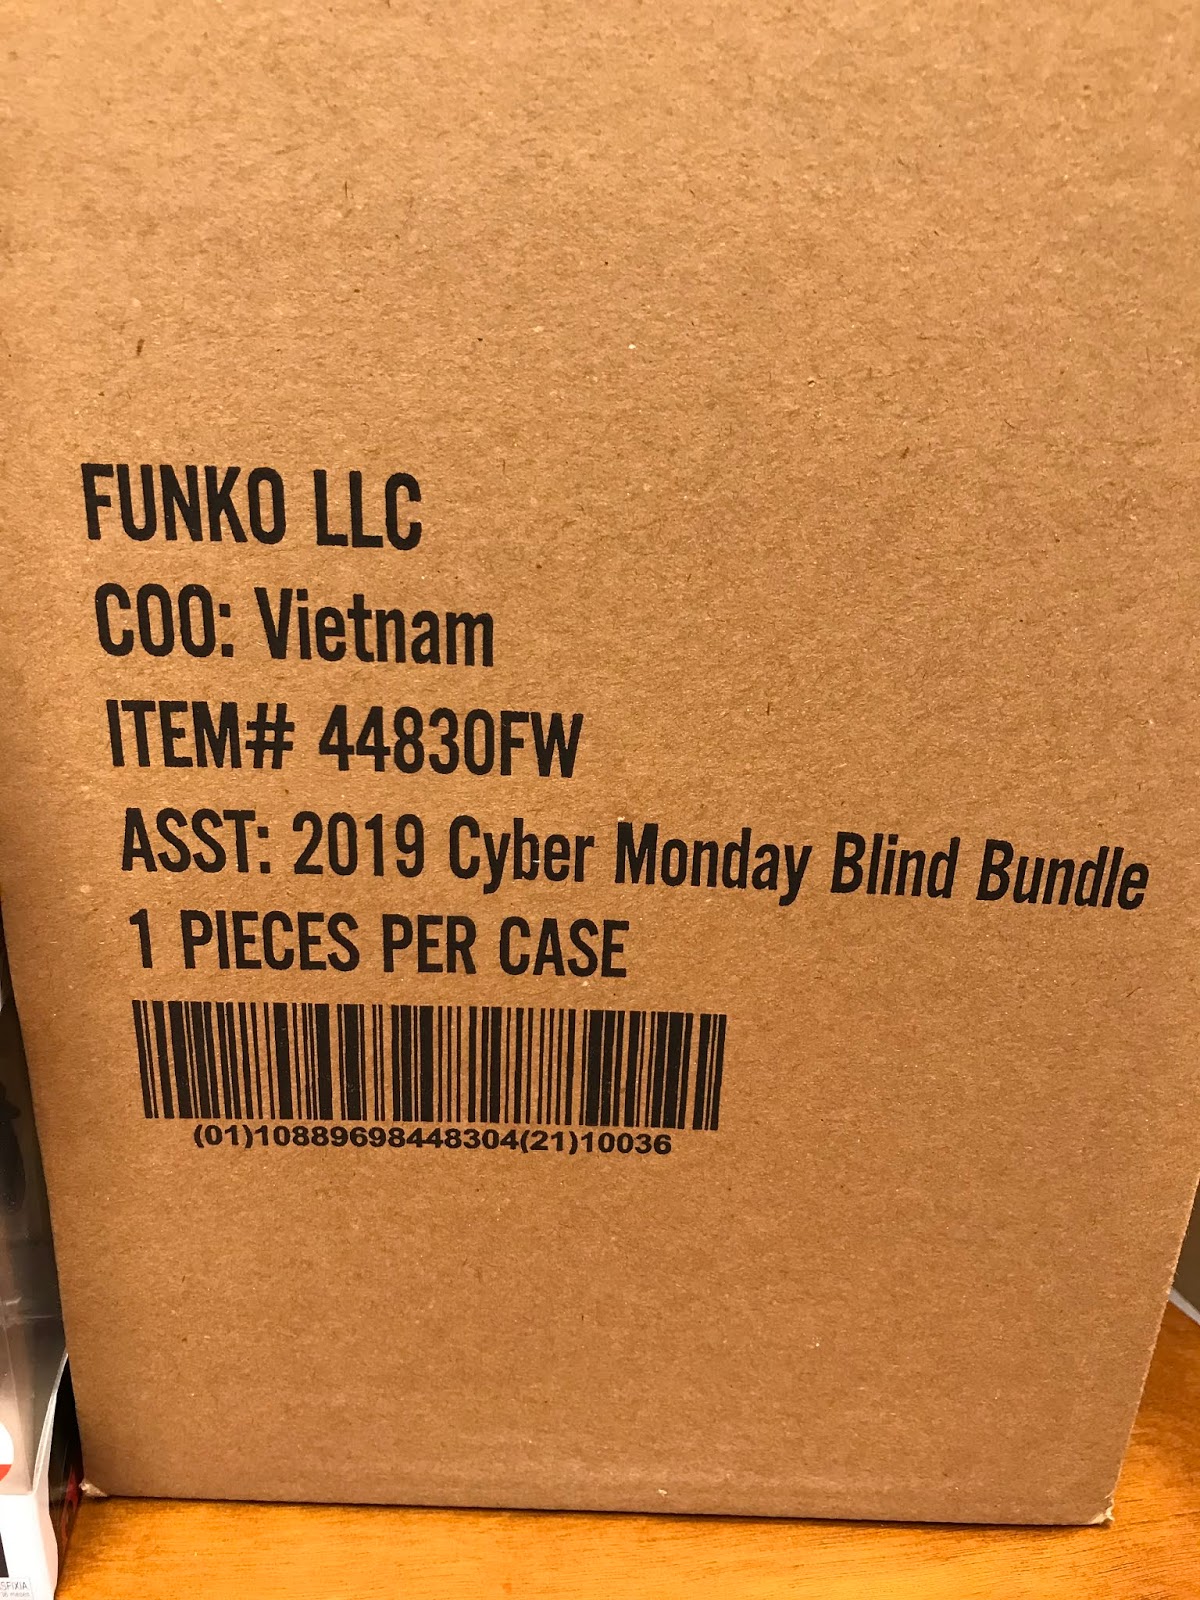 FUNKO LLC
COO: Vietnam
ITEM# 44830FW
ASST: 2019 Cyber Monday Blind Bundle
1 PIECES PER CASE
(01)10889698448304(21)10036